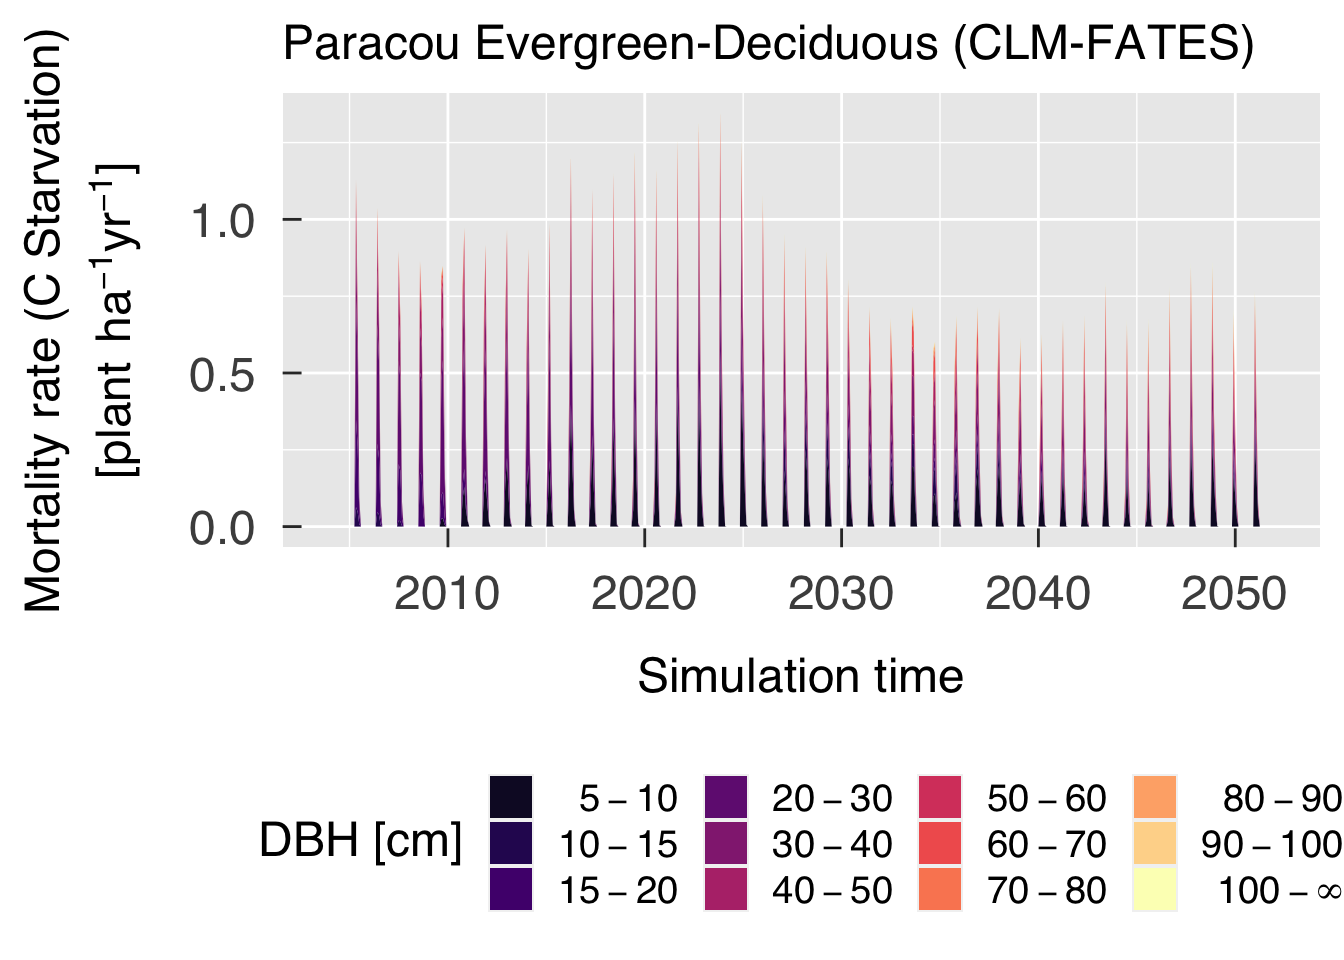 Paracou Evergreen-Deciduous (CLM-FATES)
Mortality rate (C Starvation)
[plant ha⁻¹yr⁻¹]
1.0
0.5
0.0
2010 2020 2030 2040 2050
Simulation time
DBH [cm]
5 – 10 20 – 30 50 – 60 80 – 90
10 – 15 30 – 40 60 – 70 90 – 100
15 – 20 40 – 50 70 – 80 100 – ∞